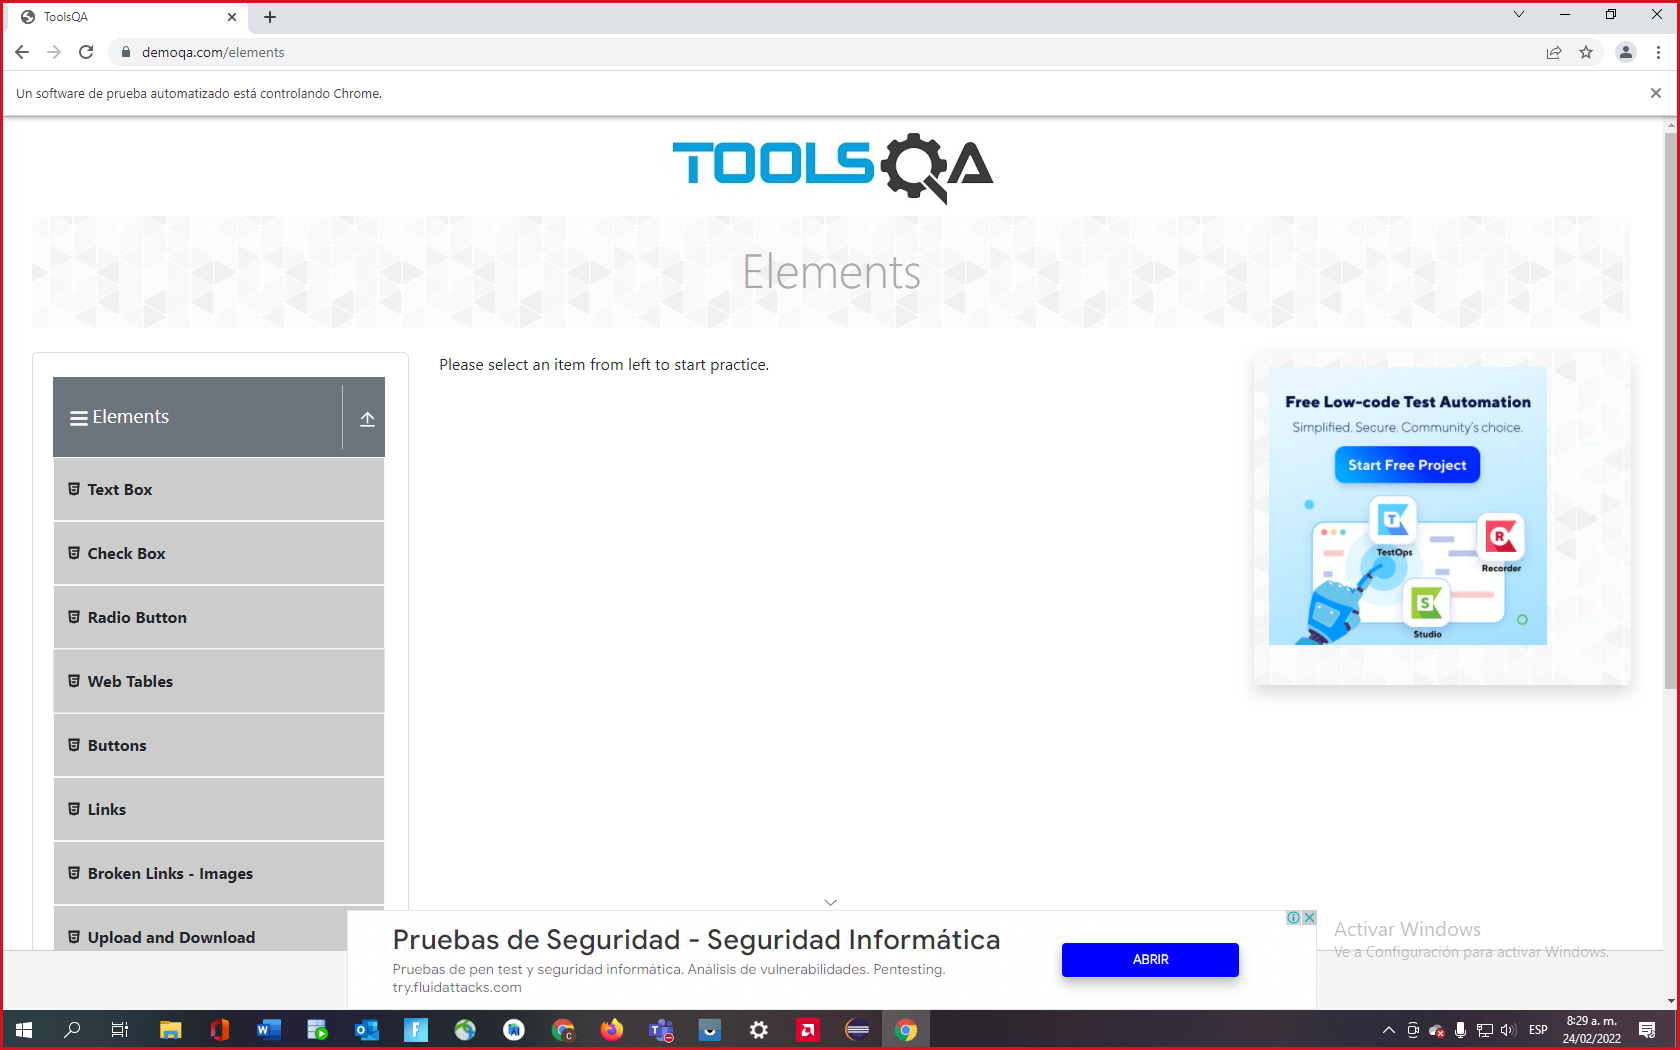 ToolsQA
demoqa.com/elements
Un software de prueba automatizado está controlando Chrome.
TOOLSQA
Elements
Please select an item from left to start practice.
Elements
Text Box
Check Box
Radio Button
Web Tables
Buttons
Links
Broken Links - Images
Upload and Download
Free Low-code Test Automation
Simplified. Secure. Community's choice.
Start Free Project
TestOps
Recorder
Studio
Pruebas de Seguridad - Seguridad Informática
Pruebas de pen test y seguridad informática. Análisis de vulnerabilidades. Pentesting.
try.fluidattacks.com
ABRIR
Activar Windows
Ve a Configuración para activar Windows.
ESP
8:29 a. m.
24/02/2022